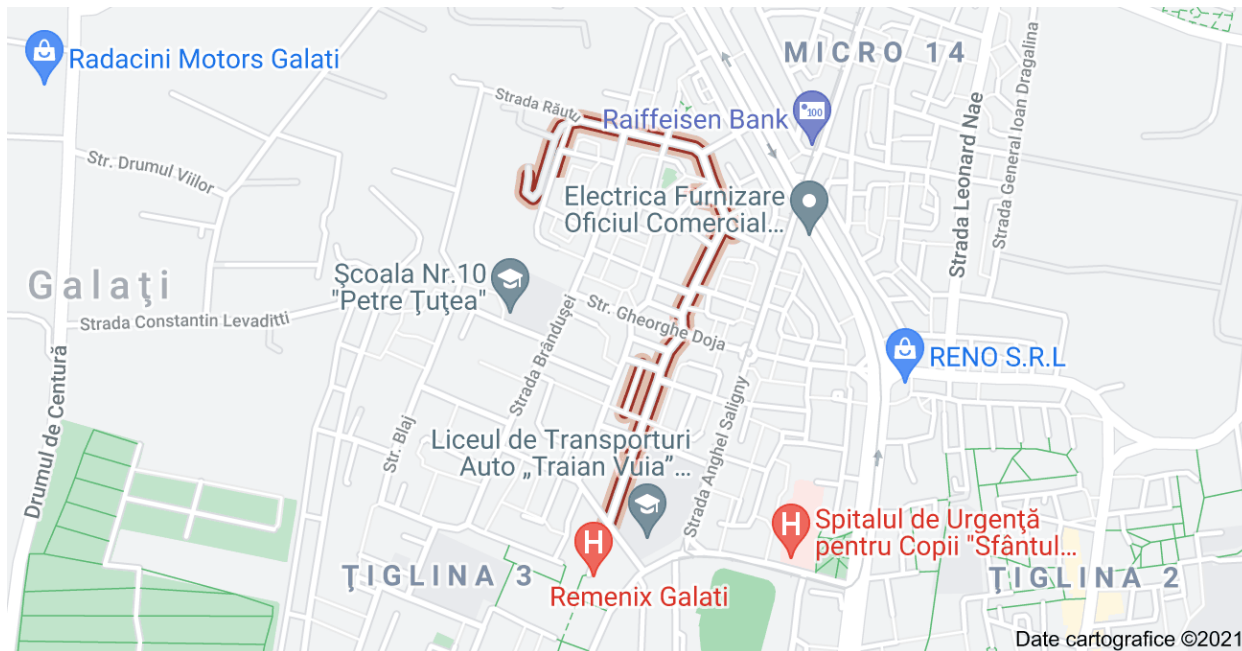 Radacini Motors Galati
MICRO 14
Strada Răutu
Raiffeisen Bank
100
Strada General Ioan Dragalina
Strada Leonard Nae
Str. Drumul Viilor
Electrica Furnizare
Oficiul Comercial...
Galaţi
Şcoala Nr.10
"Petre Ţuţea"
Strada Constantin Levaditti
Str. Gheorghe Doja
Strada Brânduşei
RENO S.R.L
Drumul de Centură
Str. Blaj
Strada Anghel Saligny
Liceul de Transporturi
Auto „Traian Vuia”...
H
Spitalul de Urgenţă
pentru Copii "Sfântul...
H
Remenix Galati
ŢIGLINA 3
ŢIGLINA 2
Date cartografice ©2021